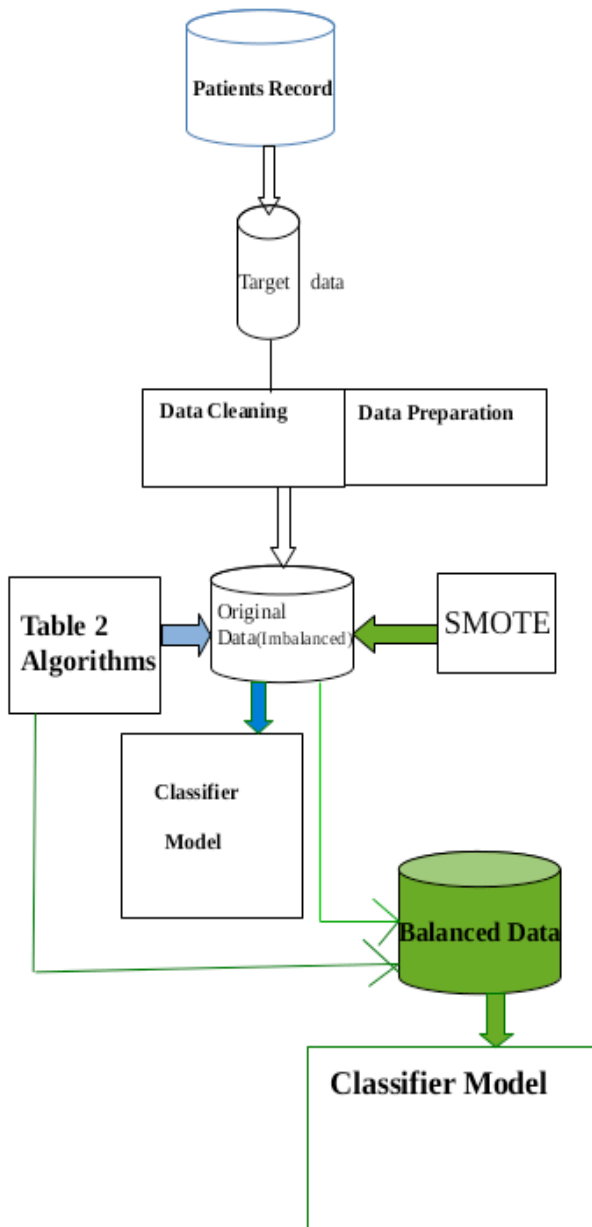 Patients Record
Target data
Data Cleaning
Data Preparation
Table 2
Algorithms
Original
Data(Imbalanced)
SMOTE
Classifier
Model
Balanced Data
Classifier Model